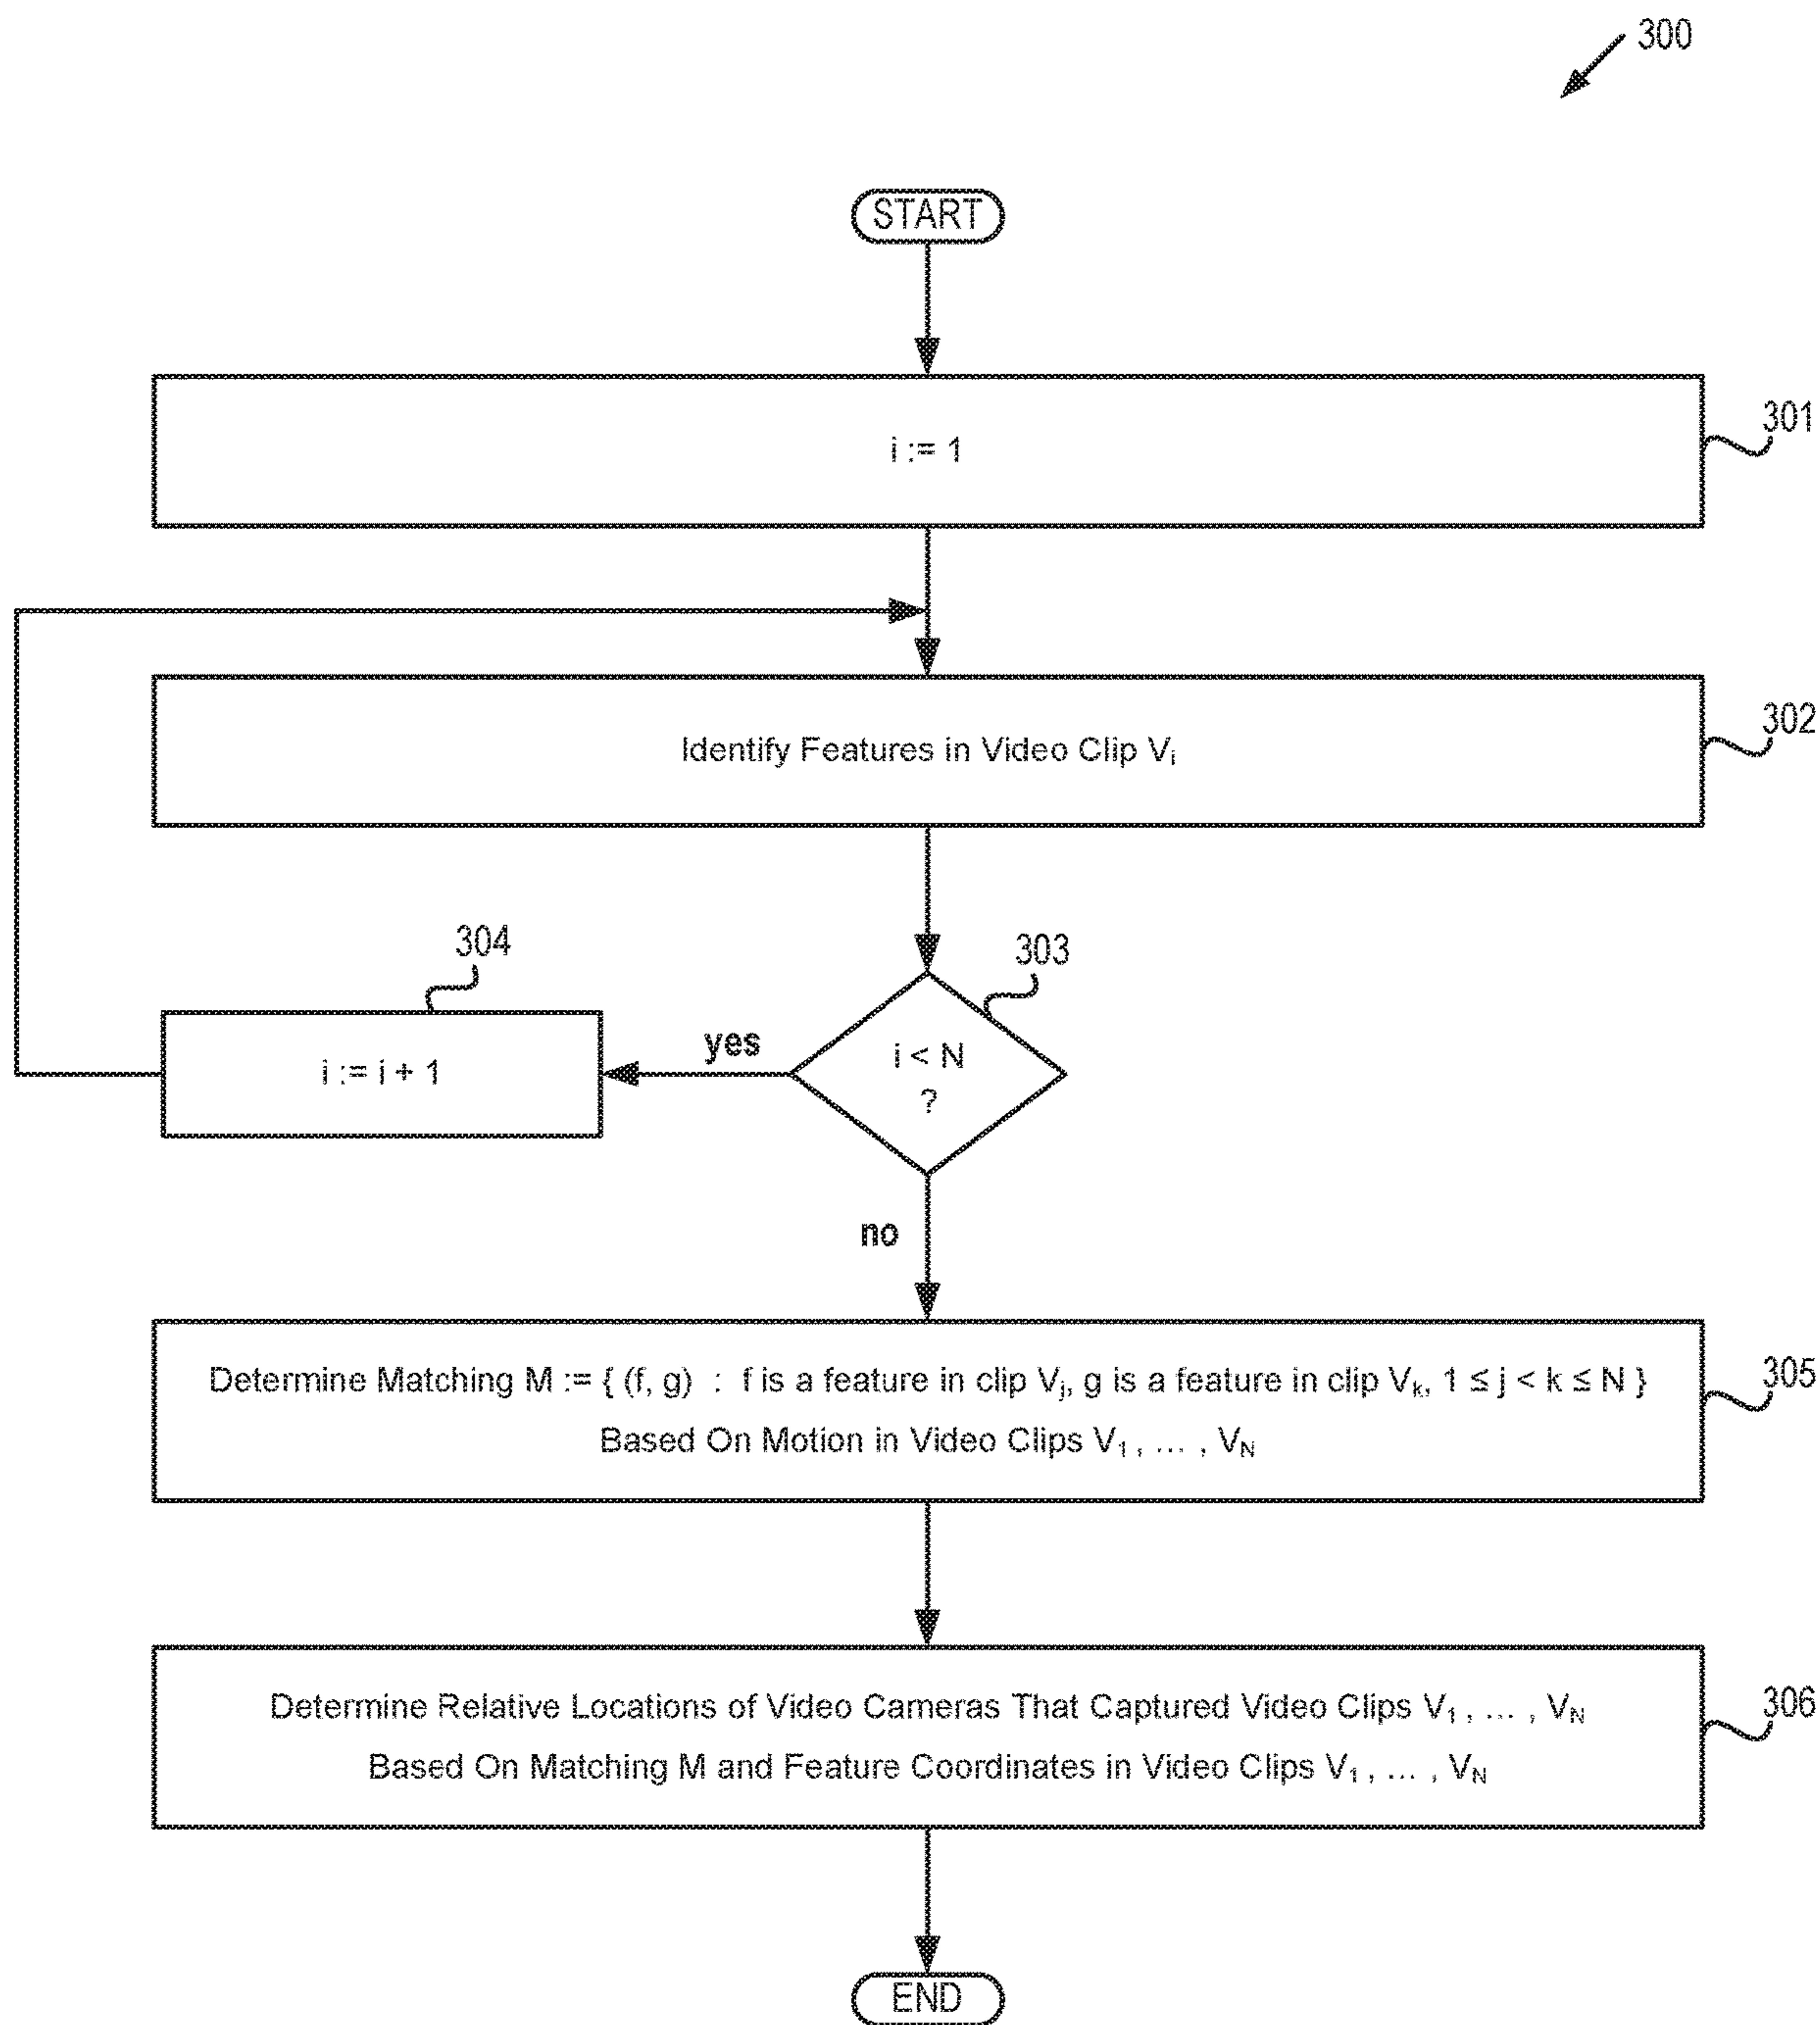 300
START
i := 1
301
Identify Features in Video Clip Vᵢ
302
304
303
i := i + 1
yes
i < N
?
no
Determine Matching M := { (f, g) : f is a feature in clip Vⱼ, g is a feature in clip Vₖ, 1 ≤ j < k ≤ N }
Based On Motion in Video Clips V₁ , … , V_N
305
Determine Relative Locations of Video Cameras That Captured Video Clips V₁ , … , V_N
Based On Matching M and Feature Coordinates in Video Clips V₁ , … , V_N
306
END